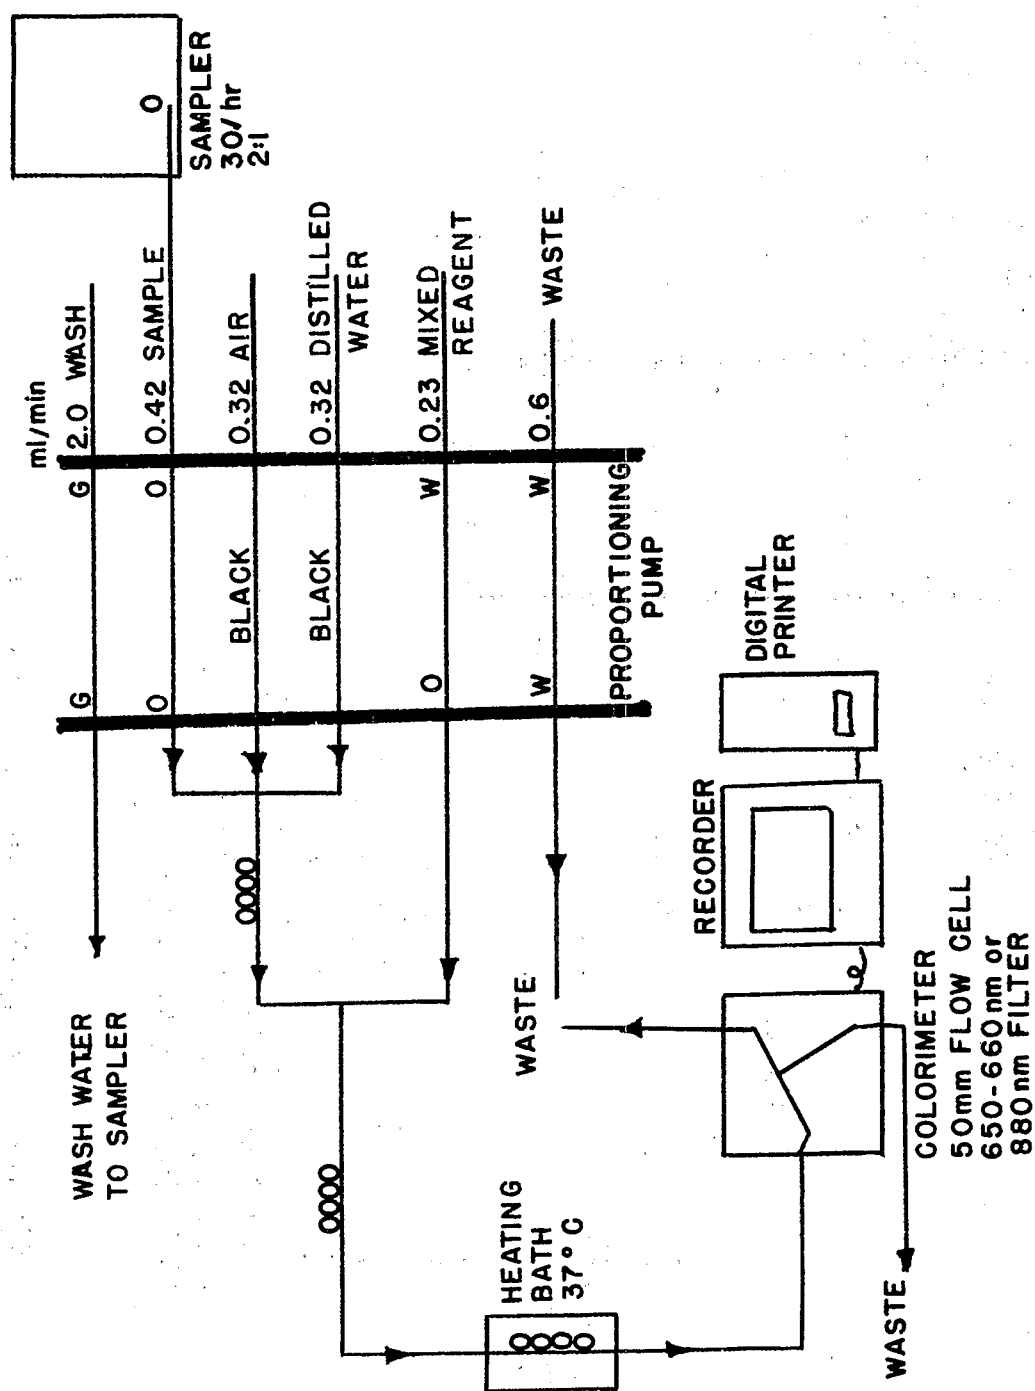 WASH WATER
TO SAMPLER
ml/min
G
G
2.0 WASH
O
O
0.42 SAMPLE
O
SAMPLER
30/hr
2:1
BLACK
0.32 AIR
BLACK
0.32 DISTILLED
WATER
O
W
0.23 MIXED
REAGENT
W
W
0.6
WASTE
PROPORTIONING
PUMP
0000
0000
WASTE
HEATING
BATH
37°C
0000
RECORDER
DIGITAL
PRINTER
WASTE
COLORIMETER
50mm FLOW CELL
650-660nm or
880nm FILTER